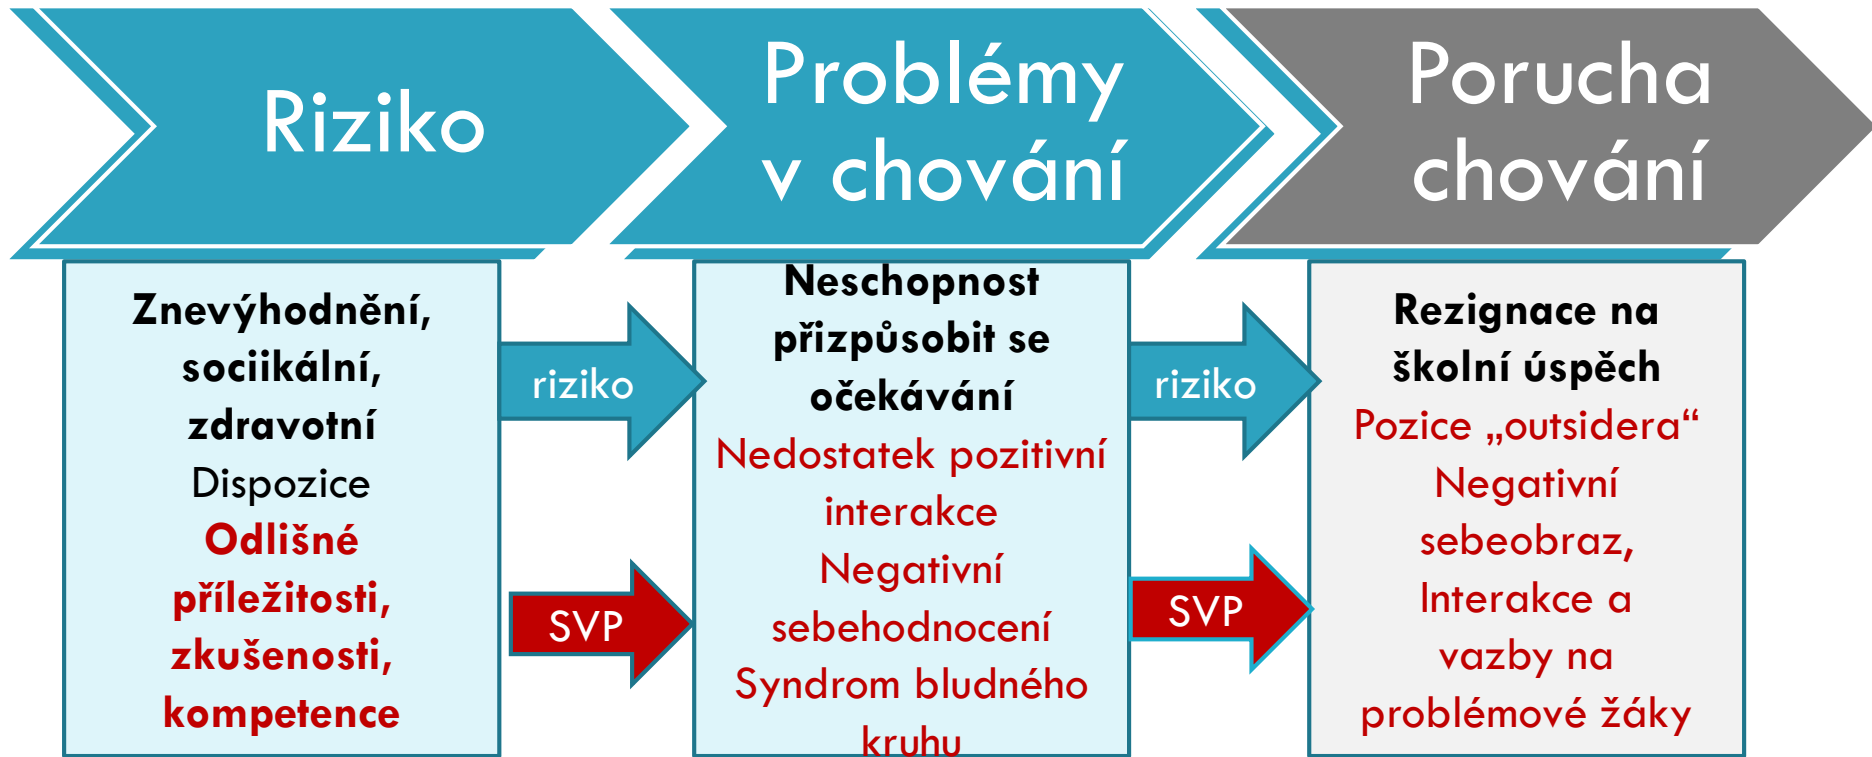 Riziko
Problémy
v chování
Porucha
chování
Znevýhodnění,
sociikální,
zdravotní
Dispozice
Odlišné
příležitosti,
zkušenosti,
kompetence
riziko
SVP
Neschopnost
přizpůsobit se
očekávání
Nedostatek pozitivní
interakce
Negativní
sebehodnocení
Syndrom bludného
kruhu
riziko
SVP
Rezignace na
školní úspěch
Pozice „outsidera“
Negativní
sebeobraz,
Interakce a
vazby na
problémové žáky